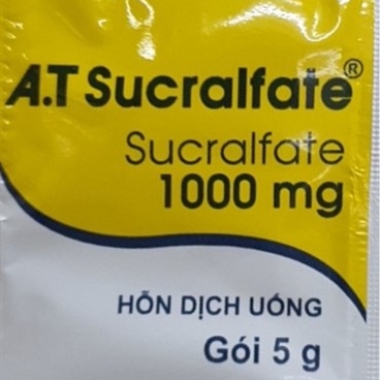 A.T Sucralfate®
Sucralfate
1000 mg
HỖN DỊCH UỐNG
Gói 5 g